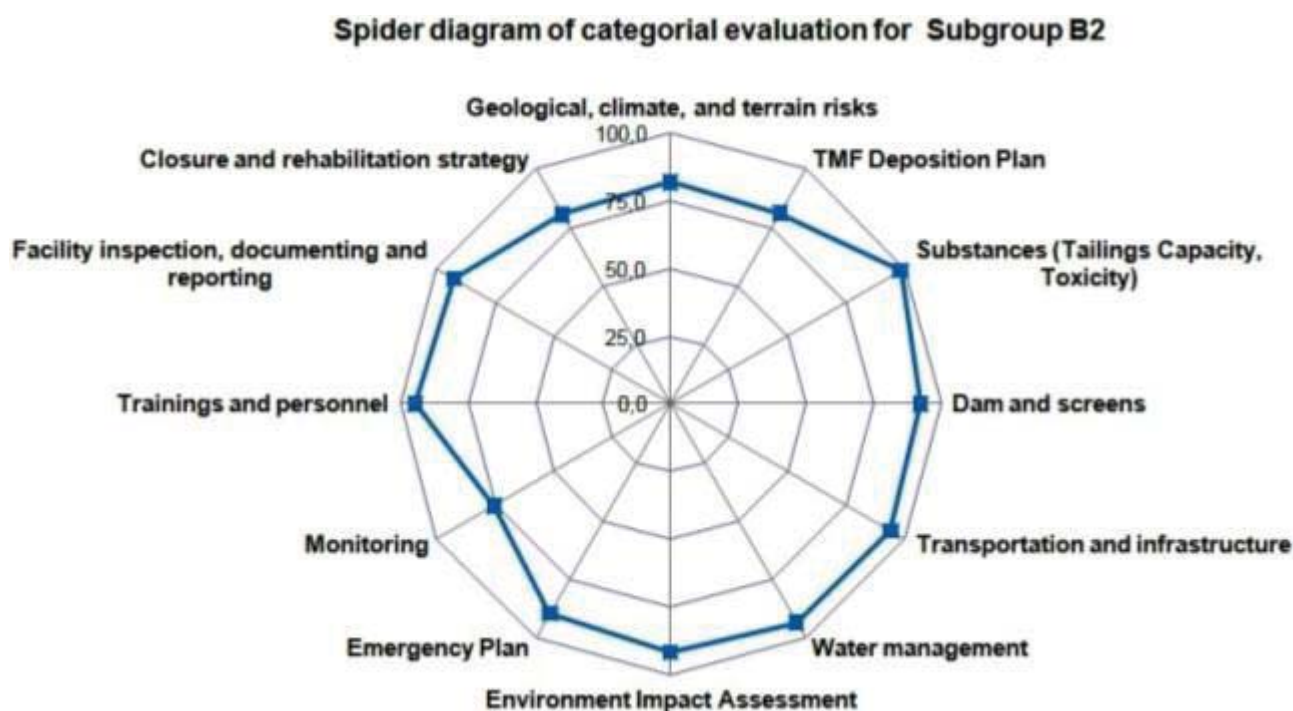 Spider diagram of categorial evaluation for Subgroup B2
Geological, climate, and terrain risks
100,0
Closure and rehabilitation strategy
TMF Deposition Plan
75,0
Facility inspection, documenting and
reporting
Substances (Tailings Capacity,
Toxicity)
50,0
25,0
Trainings and personnel
0,0
Dam and screens
Monitoring
Transportation and infrastructure
Emergency Plan
Water management
Environment Impact Assessment